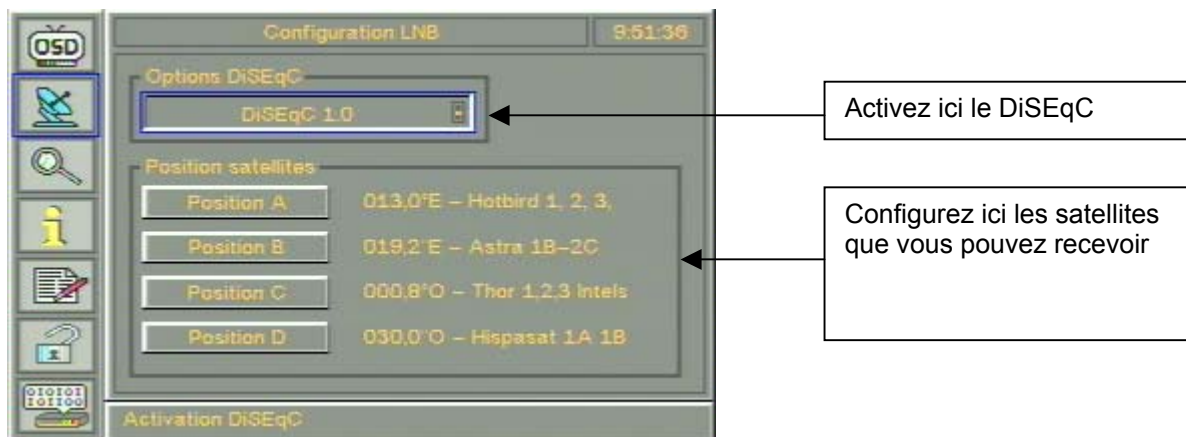 OSD
Configuration LNB
9:51:36
Options DiSEqC
DiSEqC 1.0
Position satellites
Position A
013,0°E – Hotbird 1, 2, 3,
Position B
019,2°E – Astra 1B–2C
Position C
000,8°O – Thor 1,2,3 Intels
Position D
030,0°O – Hispasat 1A 1B
Activation DiSEqC
Activez ici le DiSEqC
Configurez ici les satellites
que vous pouvez recevoir